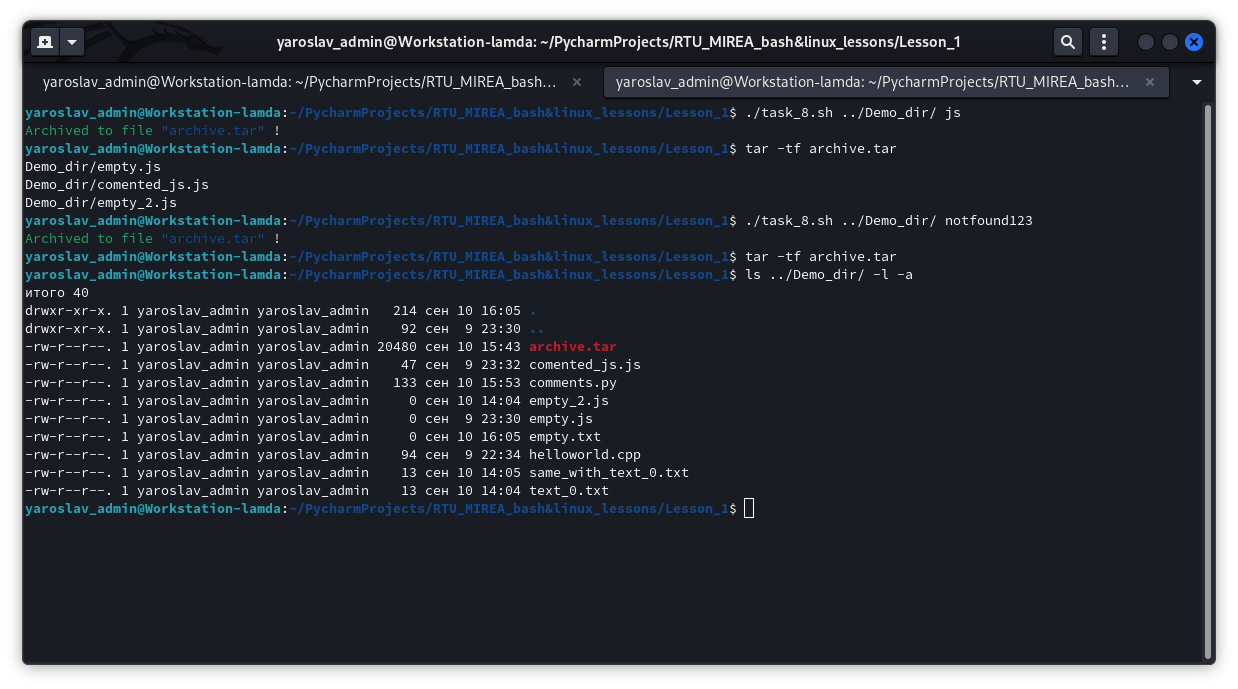 yaroslav_admin@Workstation-lamda: ~/PycharmProjects/RTU_MIREA_bash&linux_lessons/Lesson_1
yaroslav_admin@Workstation-lamda: ~/PycharmProjects/RTU_MIREA_bash… × yaroslav_admin@Workstation-lamda: ~/PycharmProjects/RTU_MIREA_bash… ×
yaroslav_admin@Workstation-lamda:~/PycharmProjects/RTU_MIREA_bash&linux_lessons/Lesson_1$ ./task_8.sh ../Demo_dir/ js
Archived to file "archive.tar" !
yaroslav_admin@Workstation-lamda:~/PycharmProjects/RTU_MIREA_bash&linux_lessons/Lesson_1$ tar -tf archive.tar
Demo_dir/empty.js
Demo_dir/comented_js.js
Demo_dir/empty_2.js
yaroslav_admin@Workstation-lamda:~/PycharmProjects/RTU_MIREA_bash&linux_lessons/Lesson_1$ ./task_8.sh ../Demo_dir/ notfound123
Archived to file "archive.tar" !
yaroslav_admin@Workstation-lamda:~/PycharmProjects/RTU_MIREA_bash&linux_lessons/Lesson_1$ tar -tf archive.tar
yaroslav_admin@Workstation-lamda:~/PycharmProjects/RTU_MIREA_bash&linux_lessons/Lesson_1$ ls ../Demo_dir/ -l -a
итого 40
drwxr-xr-x. 1 yaroslav_admin yaroslav_admin   214 сен 10 16:05 .
drwxr-xr-x. 1 yaroslav_admin yaroslav_admin    92 сен  9 23:30 ..
-rw-r--r--. 1 yaroslav_admin yaroslav_admin 20480 сен 10 15:43 archive.tar
-rw-r--r--. 1 yaroslav_admin yaroslav_admin    47 сен  9 23:32 comented_js.js
-rw-r--r--. 1 yaroslav_admin yaroslav_admin   133 сен 10 15:53 comments.py
-rw-r--r--. 1 yaroslav_admin yaroslav_admin     0 сен 10 14:04 empty_2.js
-rw-r--r--. 1 yaroslav_admin yaroslav_admin     0 сен  9 23:30 empty.js
-rw-r--r--. 1 yaroslav_admin yaroslav_admin     0 сен 10 16:05 empty.txt
-rw-r--r--. 1 yaroslav_admin yaroslav_admin    94 сен  9 22:34 helloworld.cpp
-rw-r--r--. 1 yaroslav_admin yaroslav_admin    13 сен 10 14:05 same_with_text_0.txt
-rw-r--r--. 1 yaroslav_admin yaroslav_admin    13 сен 10 14:04 text_0.txt
yaroslav_admin@Workstation-lamda:~/PycharmProjects/RTU_MIREA_bash&linux_lessons/Lesson_1$